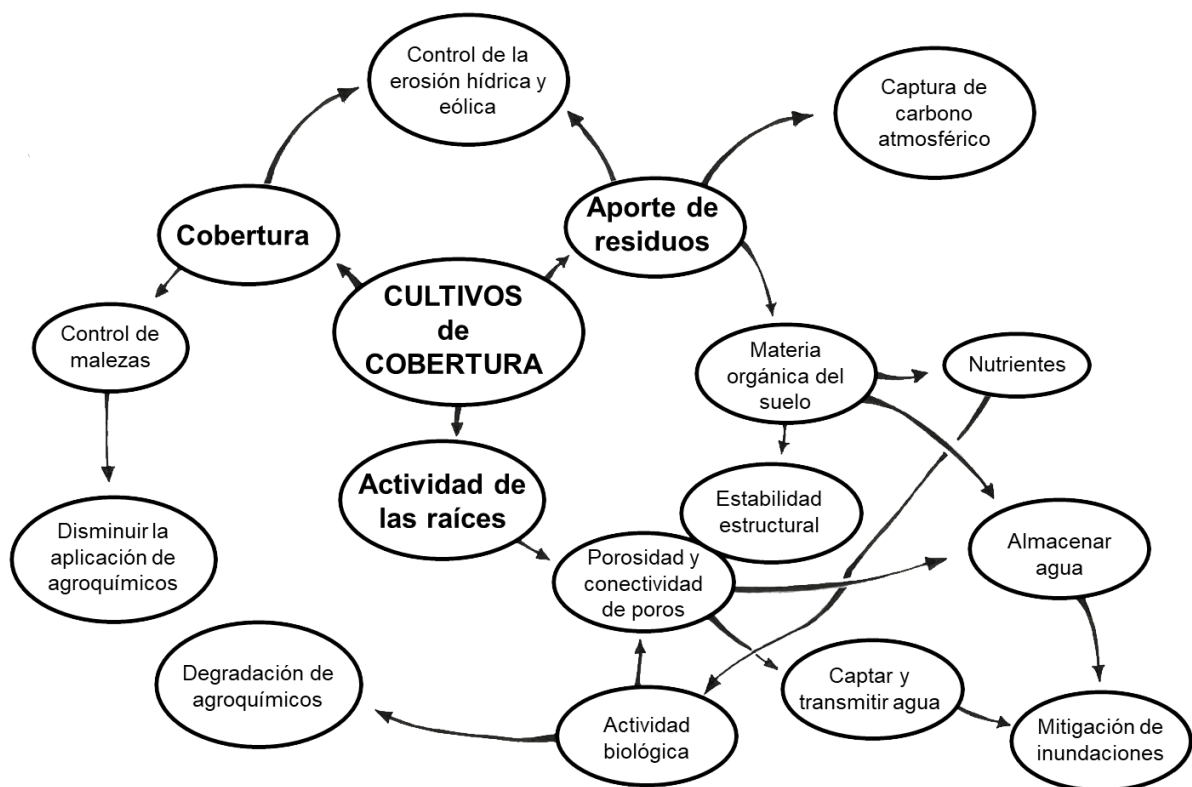 Control de la
erosión hídrica y
eólica
Captura de
carbono
atmosférico
Cobertura
Aporte de
residuos
CULTIVOS
de
COBERTURA
Control de
malezas
Materia
orgánica del
suelo
Nutrientes
Actividad de
las raíces
Estabilidad
estructural
Disminuir la
aplicación de
agroquímicos
Porosidad y
conectividad
de poros
Almacenar
agua
Degradación de
agroquímicos
Captar y
transmitir agua
Actividad
biológica
Mitigación de
inundaciones